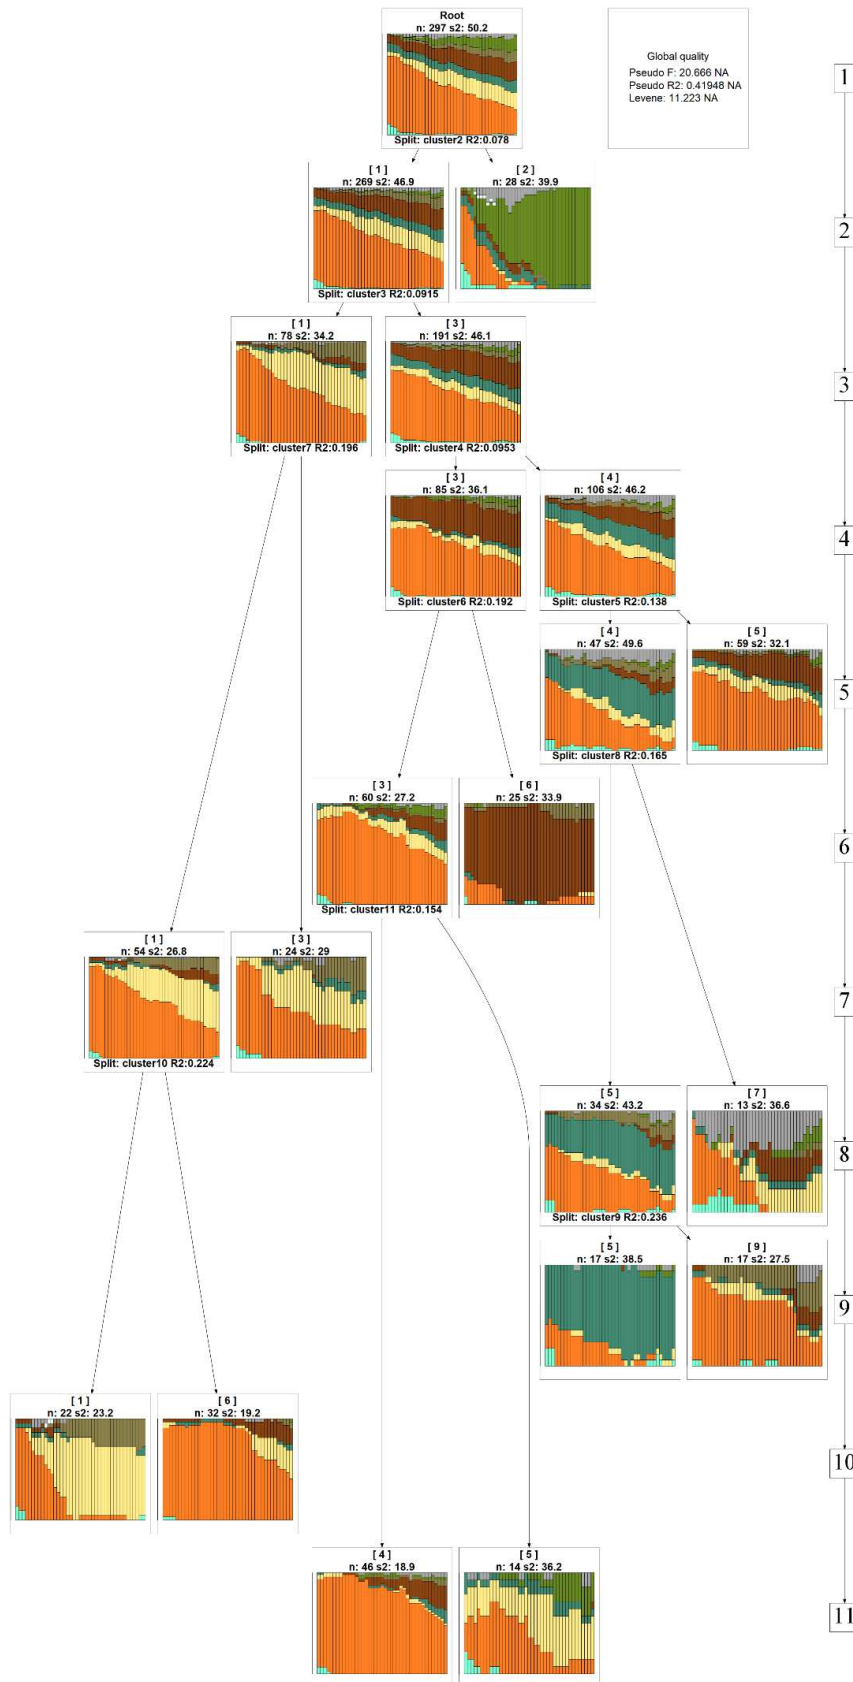 Root
n: 297 s2: 50.2
Split: cluster2 R2:0.078
Global quality
Pseudo F: 20.666 NA
Pseudo R2: 0.41948 NA
Levene: 11.223 NA
1
[ 1 ]
n: 269 s2: 46.9
Split: cluster3 R2:0.0915
[ 2 ]
n: 28 s2: 39.9
2
[ 1 ]
n: 78 s2: 34.2
Split: cluster7 R2:0.196
[ 3 ]
n: 191 s2: 46.1
Split: cluster4 R2:0.0953
3
[ 3 ]
n: 85 s2: 36.1
Split: cluster6 R2:0.192
[ 4 ]
n: 106 s2: 46.2
Split: cluster5 R2:0.138
4
[ 4 ]
n: 47 s2: 49.6
Split: cluster8 R2:0.165
[ 5 ]
n: 59 s2: 32.1
5
[ 3 ]
n: 60 s2: 27.2
Split: cluster11 R2:0.154
[ 6 ]
n: 25 s2: 33.9
6
[ 1 ]
n: 54 s2: 26.8
Split: cluster10 R2:0.224
[ 3 ]
n: 24 s2: 29
7
[ 5 ]
n: 34 s2: 43.2
Split: cluster9 R2:0.236
[ 7 ]
n: 13 s2: 36.6
8
[ 5 ]
n: 17 s2: 38.5
[ 9 ]
n: 17 s2: 27.5
9
[ 1 ]
n: 22 s2: 23.2
[ 6 ]
n: 32 s2: 19.2
10
[ 4 ]
n: 46 s2: 18.9
[ 5 ]
n: 14 s2: 36.2
11